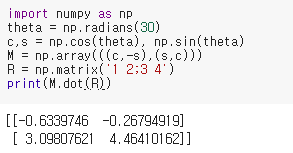 import numpy as np
theta = np.radians(30)
c,s = np.cos(theta), np.sin(theta)
M = np.array(((c,-s),(s,c)))
R = np.matrix('1 2;3 4')
print(M.dot(R))
[[-0.6339746  -0.26794919]
 [ 3.09807621  4.46410162]]